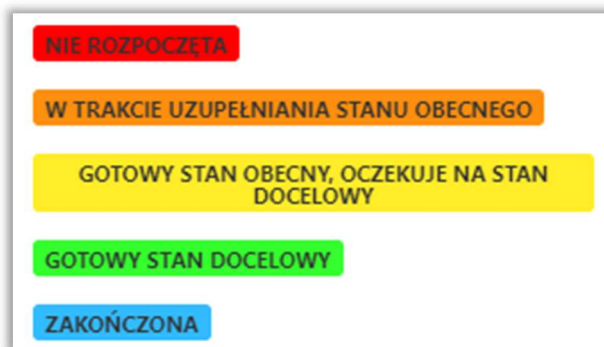 NIE ROZPOCZĘTA
W TRAKCIE UZUPEŁNIANIA STANU OBECNEGO
GOTOWY STAN OBECNY, OCZEKUJE NA STAN
DOCELOWY
GOTOWY STAN DOCELOWY
ZAKOŃCZONA